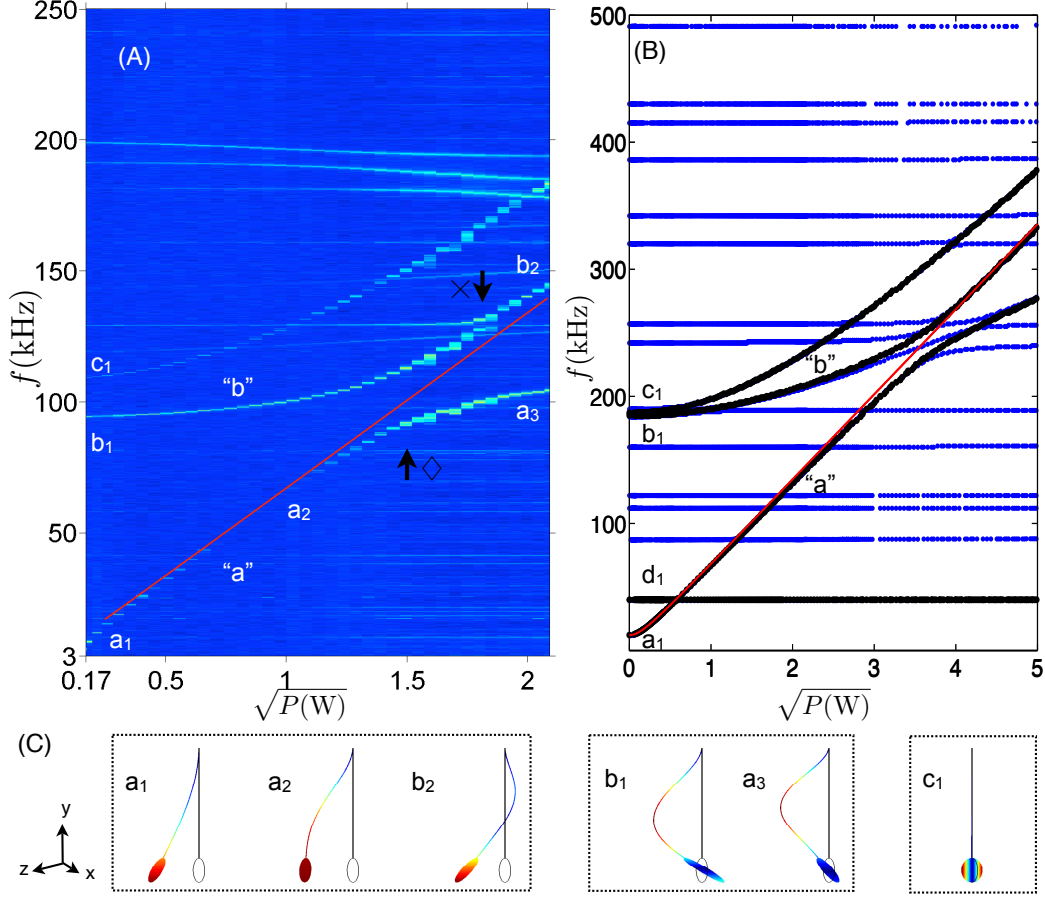 (A)
250
200
150
100
50
3
f (kHz)
0.17
0.5
1
1.5
2
√P(W)
c1
"b"
b1
b2
×
a3
◇
a2
"a"
a1
(B)
500
400
300
200
100
f (kHz)
0
1
2
3
4
5
√P(W)
c1
"b"
b1
"a"
d1
a1
(C)
y
z
x
a1
a2
b2
b1
a3
c1